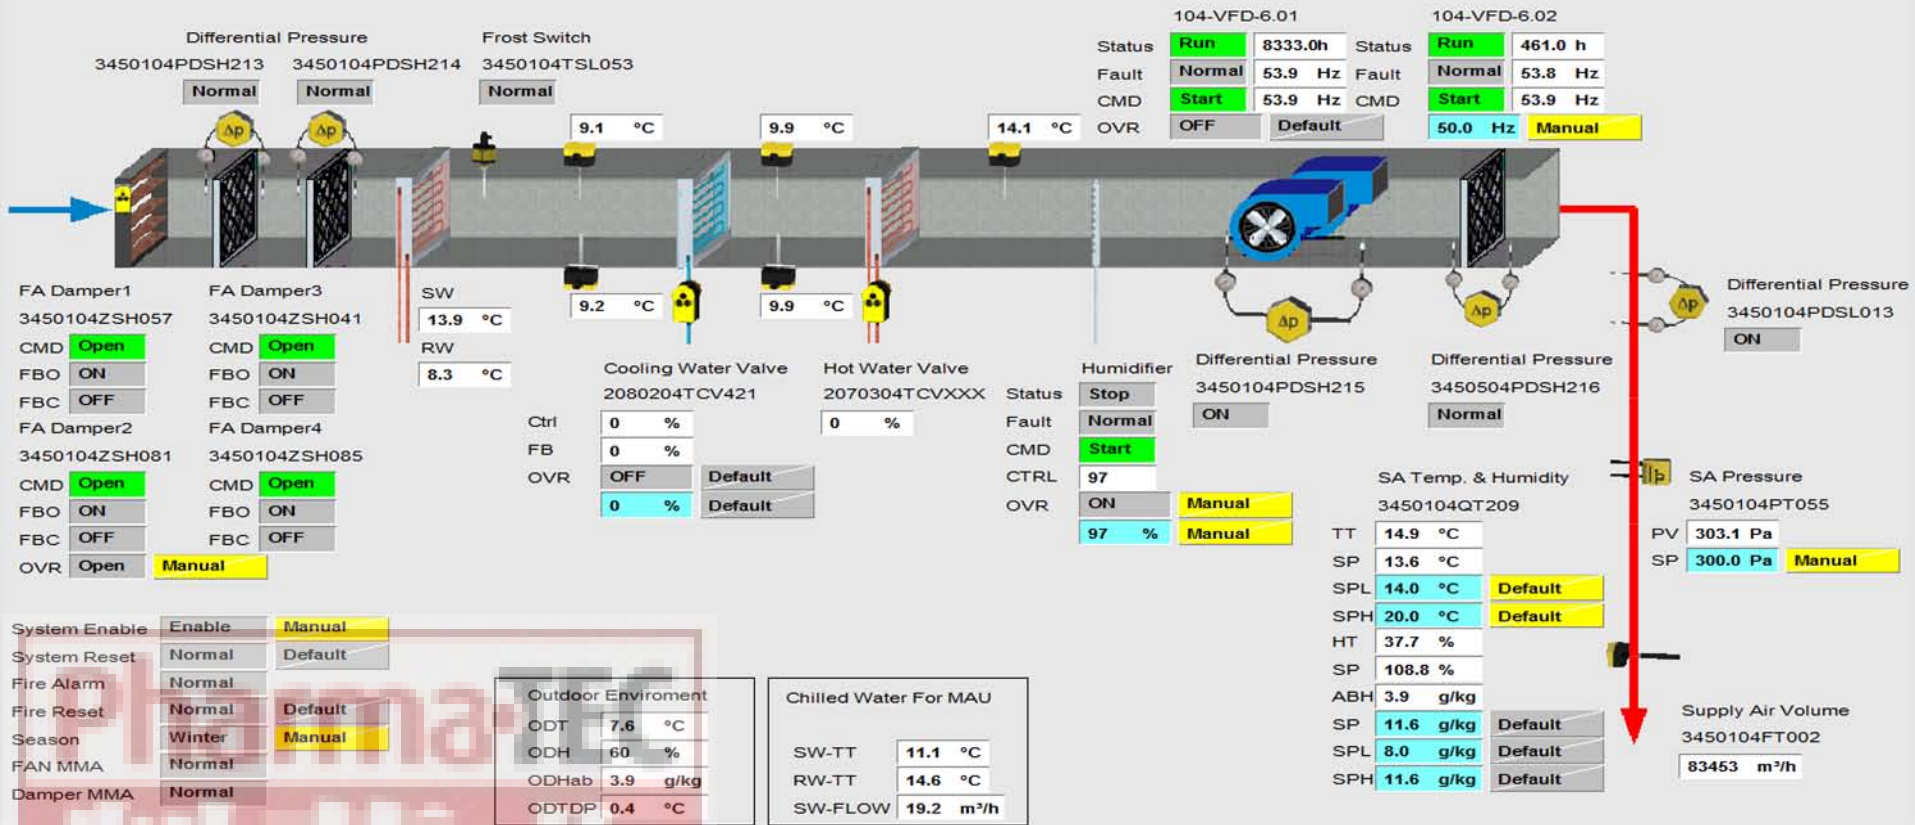 104-VFD-6.01 104-VFD-6.02
Differential Pressure Frost Switch
3450104PDSH213 3450104PDSH214 3450104TSL053
Normal Normal Normal
Status Run 8333.0h Status Run 461.0 h
Fault Normal 53.9 Hz Fault Normal 53.8 Hz
CMD Start 53.9 Hz CMD Start 53.9 Hz
OVR OFF Default 50.0 Hz Manual
Δp Δp
9.1 °C 9.9 °C 14.1 °C
9.2 °C 9.9 °C
Δp Δp Δp
FA Damper1 FA Damper3
3450104ZSH057 3450104ZSH041
CMD Open CMD Open
FBO ON FBO ON
FBC OFF FBC OFF
FA Damper2 FA Damper4
3450104ZSH081 3450104ZSH085
CMD Open CMD Open
FBO ON FBO ON
FBC OFF FBC OFF
OVR Open Manual
SW
13.9 °C
RW
8.3 °C
Cooling Water Valve
2080204TCV421
Ctrl 0 %
FB 0 %
OVR OFF Default
0 % Default
Hot Water Valve
2070304TCVXXX
0 %
Humidifier
Status Stop
Fault Normal
CMD Start
CTRL 97
OVR ON Manual
97 % Manual
Differential Pressure
3450104PDSH215
ON
Differential Pressure
3450504PDSH216
Normal
Differential Pressure
3450104PDSL013
ON
SA Temp. & Humidity
3450104QT209
TT 14.9 °C
SP 13.6 °C
SPL 14.0 °C Default
SPH 20.0 °C Default
HT 37.7 %
SP 108.8 %
ABH 3.9 g/kg
SP 11.6 g/kg Default
SPL 8.0 g/kg Default
SPH 11.6 g/kg Default
SA Pressure
3450104PT055
PV 303.1 Pa
SP 300.0 Pa Manual
Supply Air Volume
3450104FT002
83453 m³/h
System Enable Enable Manual
System Reset Normal Default
Fire Alarm Normal
Fire Reset Normal Default
Season Winter Manual
FAN MMA Normal
Damper MMA Normal
Pharma•TEC
Outdoor Enviroment
ODT 7.6 °C
ODH 60 %
ODHab 3.9 g/kg
ODTDP 0.4 °C
Chilled Water For MAU
SW-TT 11.1 °C
RW-TT 14.6 °C
SW-FLOW 19.2 m³/h